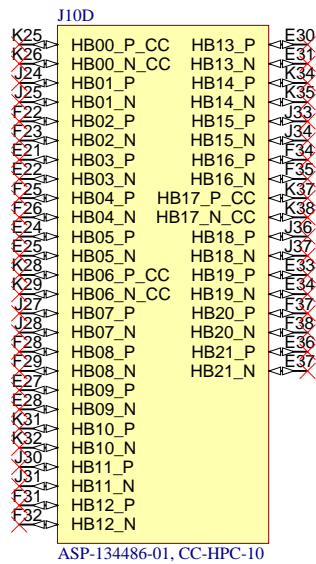 J10D
K25 HB00_P_CC HB13_P E30
K26 HB00_N_CC HB13_N E31
J24 HB01_P HB14_P K34
J25 HB01_N HB14_N K35
F22 HB02_P HB15_P J33
F23 HB02_N HB15_N J34
E21 HB03_P HB16_P F34
E22 HB03_N HB16_N F35
F25 HB04_P HB17_P_CC K37
F26 HB04_N HB17_N_CC K38
E24 HB05_P HB18_P J36
E25 HB05_N HB18_N J37
K28 HB06_P_CC HB19_P E33
K29 HB06_N_CC HB19_N E34
J27 HB07_P HB20_P F37
J28 HB07_N HB20_N F38
F28 HB08_P HB21_P E36
F29 HB08_N HB21_N E37
E27 HB09_P
E28 HB09_N
K31 HB10_P
K32 HB10_N
J30 HB11_P
J31 HB11_N
F31 HB12_P
F32 HB12_N
ASP-134486-01, CC-HPC-10